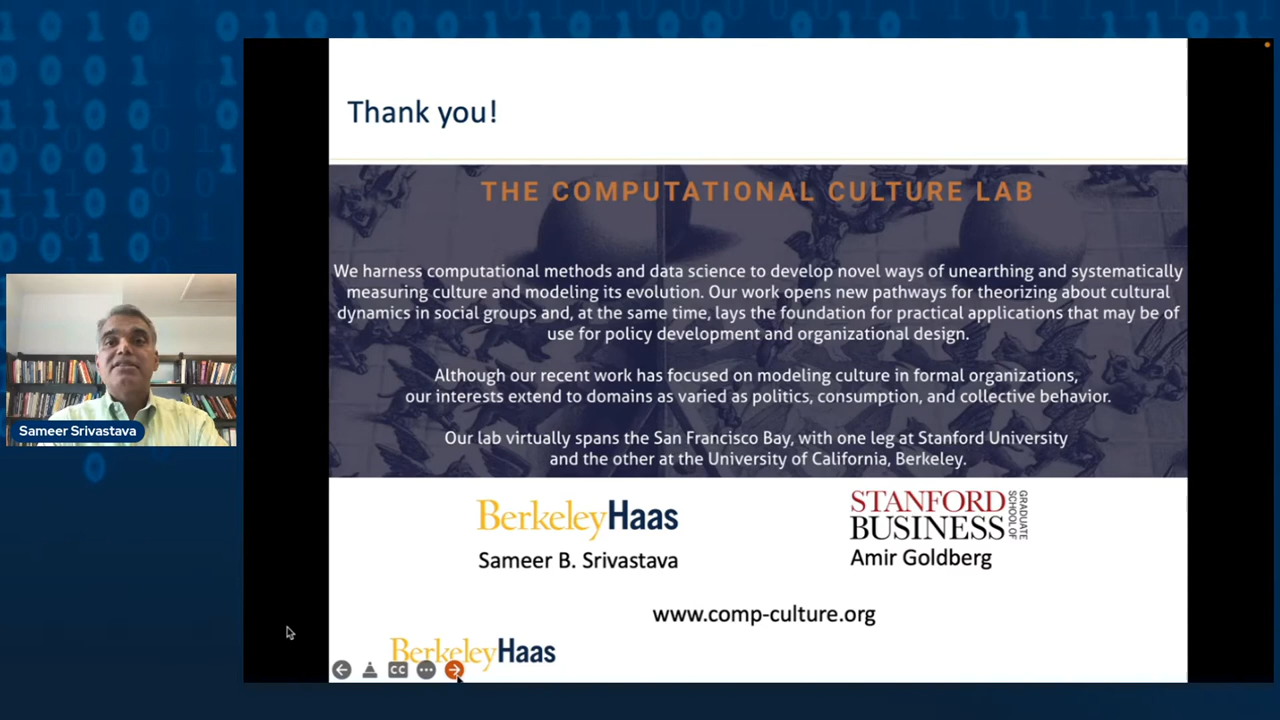 Thank you!
THE COMPUTATIONAL CULTURE LAB
We harness computational methods and data science to develop novel ways of unearthing and systematically
measuring culture and modeling its evolution. Our work opens new pathways for theorizing about cultural
dynamics in social groups and, at the same time, lays the foundation for practical applications that may be of
use for policy development and organizational design.
Although our recent work has focused on modeling culture in formal organizations,
our interests extend to domains as varied as politics, consumption, and collective behavior.
Our lab virtually spans the San Francisco Bay, with one leg at Stanford University
and the other at the University of California, Berkeley.
Sameer Srivastava
BerkeleyHaas
Sameer B. Srivastava
STANFORD
BUSINESS
GRADUATE
SCHOOL OF
Amir Goldberg
www.comp-culture.org
BerkeleyHaas
CC